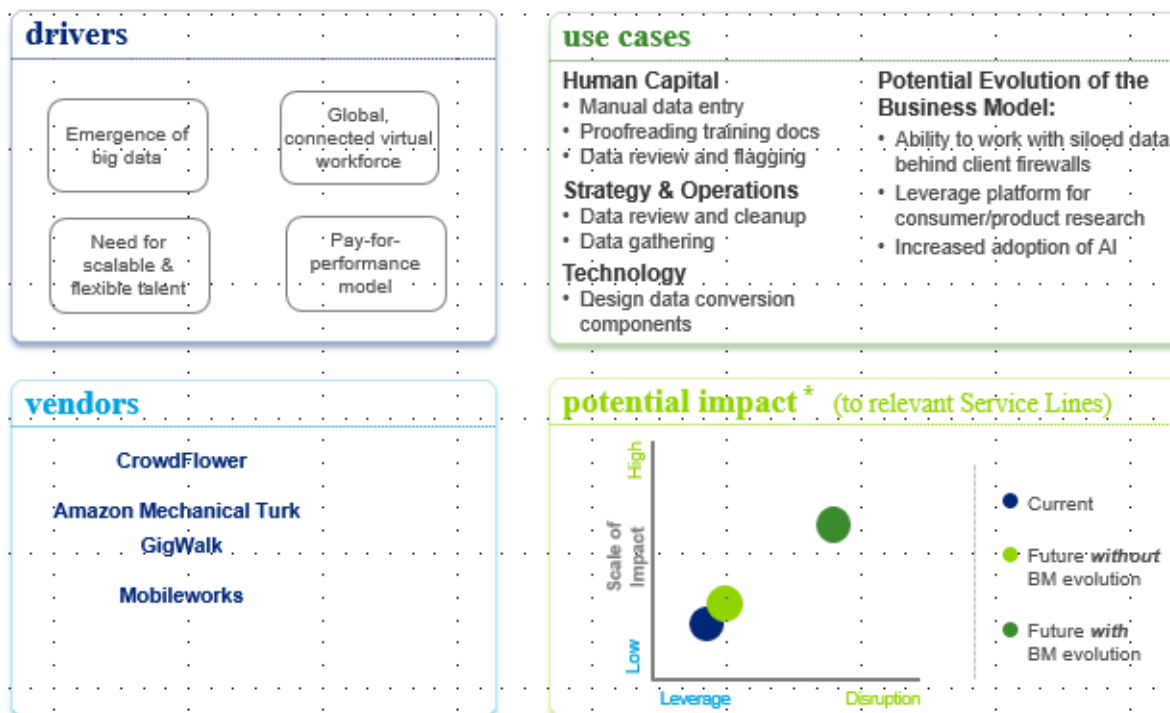 drivers
Emergence of
big data
Global,
connected virtual
workforce
Need for
scalable &
flexible talent
Pay-for-
performance
model
use cases
Human Capital
• Manual data entry
• Proofreading training docs
• Data review and flagging
Strategy & Operations
• Data review and cleanup
• Data gathering
Technology
• Design data conversion
components
Potential Evolution of the
Business Model:
• Ability to work with siloed data
behind client firewalls
• Leverage platform for
consumer/product research
• Increased adoption of AI
vendors
CrowdFlower
Amazon Mechanical Turk
GigWalk
Mobileworks
potential impact* (to relevant Service Lines)
High
Scale of
Impact
Low
Leverage
Disruption
Current
Future without
BM evolution
Future with
BM evolution